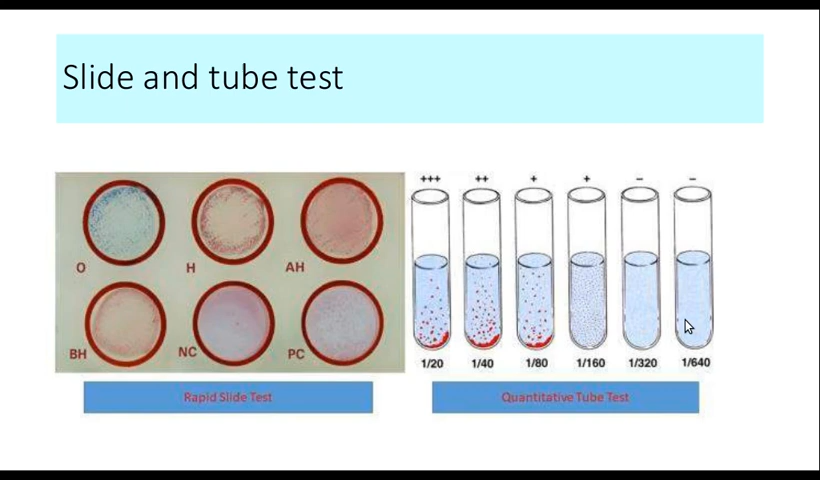 Slide and tube test
+++ ++ + + – –
O H AH
BH NC PC
1/20 1/40 1/80 1/160 1/320 1/640
Rapid Slide Test
Quantitative Tube Test